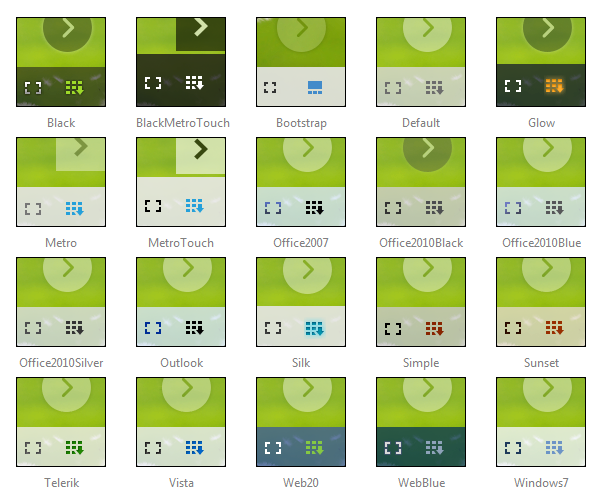 Black BlackMetroTouch Bootstrap Default Glow
Metro MetroTouch Office2007 Office2010Black Office2010Blue
Office2010Silver Outlook Silk Simple Sunset
Telerik Vista Web20 WebBlue Windows7